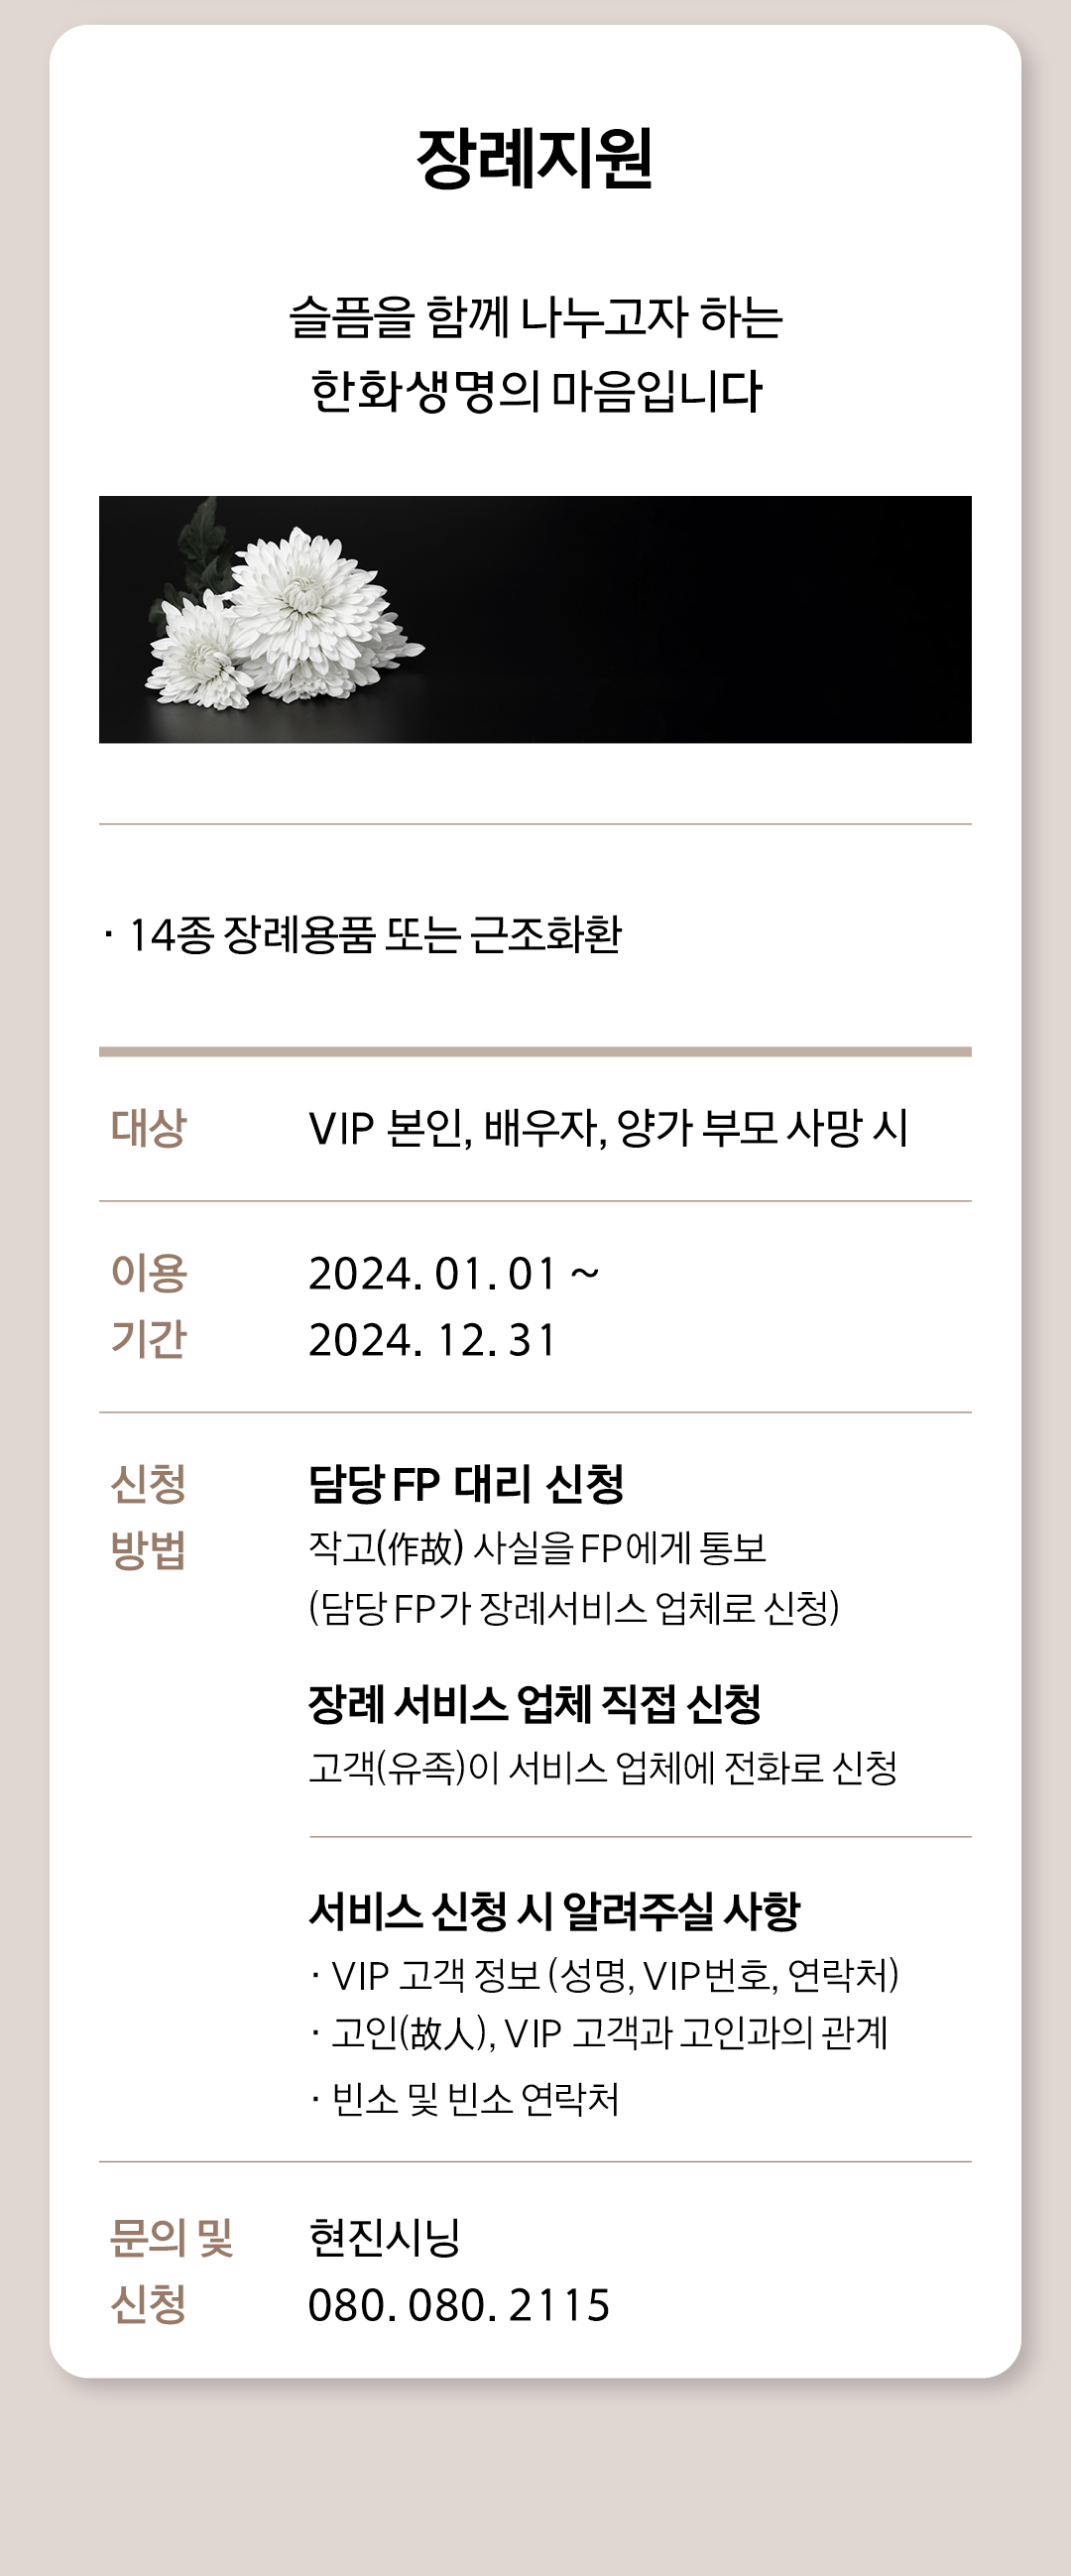 장례지원
슬픔을 함께 나누고자 하는
한화생명의 마음입니다
· 14종 장례용품 또는 근조화환
대상 VIP 본인, 배우자, 양가 부모 사망 시
이용 2024. 01. 01 ~
기간 2024. 12. 31
신청 담당 FP 대리 신청
방법 작고(作故) 사실을 FP에게 통보
(담당 FP가 장례서비스 업체로 신청)
장례 서비스 업체 직접 신청
고객(유족)이 서비스 업체에 전화로 신청
서비스 신청 시 알려주실 사항
· VIP 고객 정보 (성명, VIP번호, 연락처)
· 고인(故人), VIP 고객과 고인과의 관계
· 빈소 및 빈소 연락처
문의 및 현진시닝
신청 080. 080. 2115